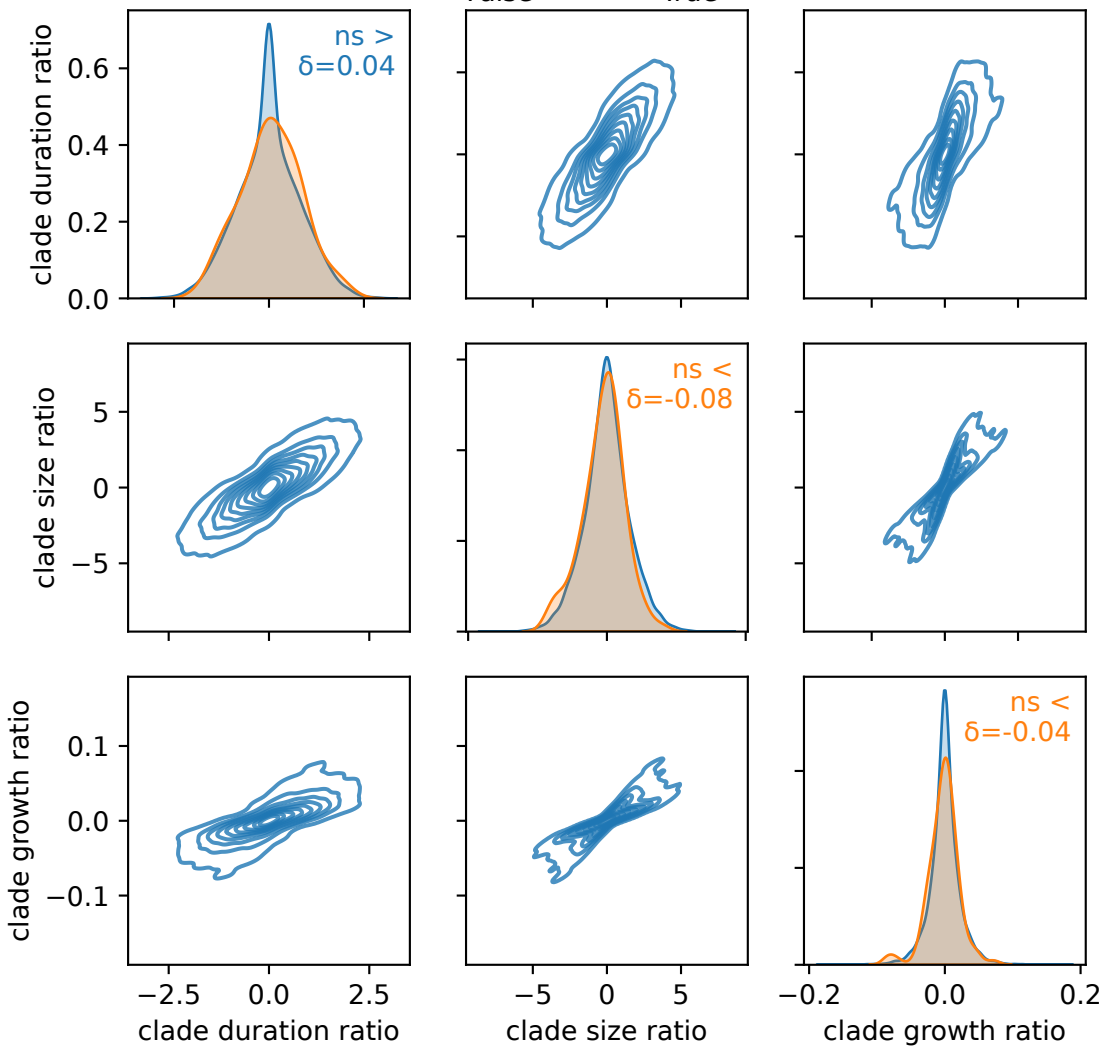 clade duration ratio
0.6
0.4
0.2
0.0
ns >
δ=0.04
clade size ratio
5
0
−5
ns <
δ=-0.08
clade growth ratio
0.1
0.0
−0.1
ns <
δ=-0.04
−2.5 0.0 2.5
−5 0 5
−0.2 0.0 0.2
clade duration ratio
clade size ratio
clade growth ratio